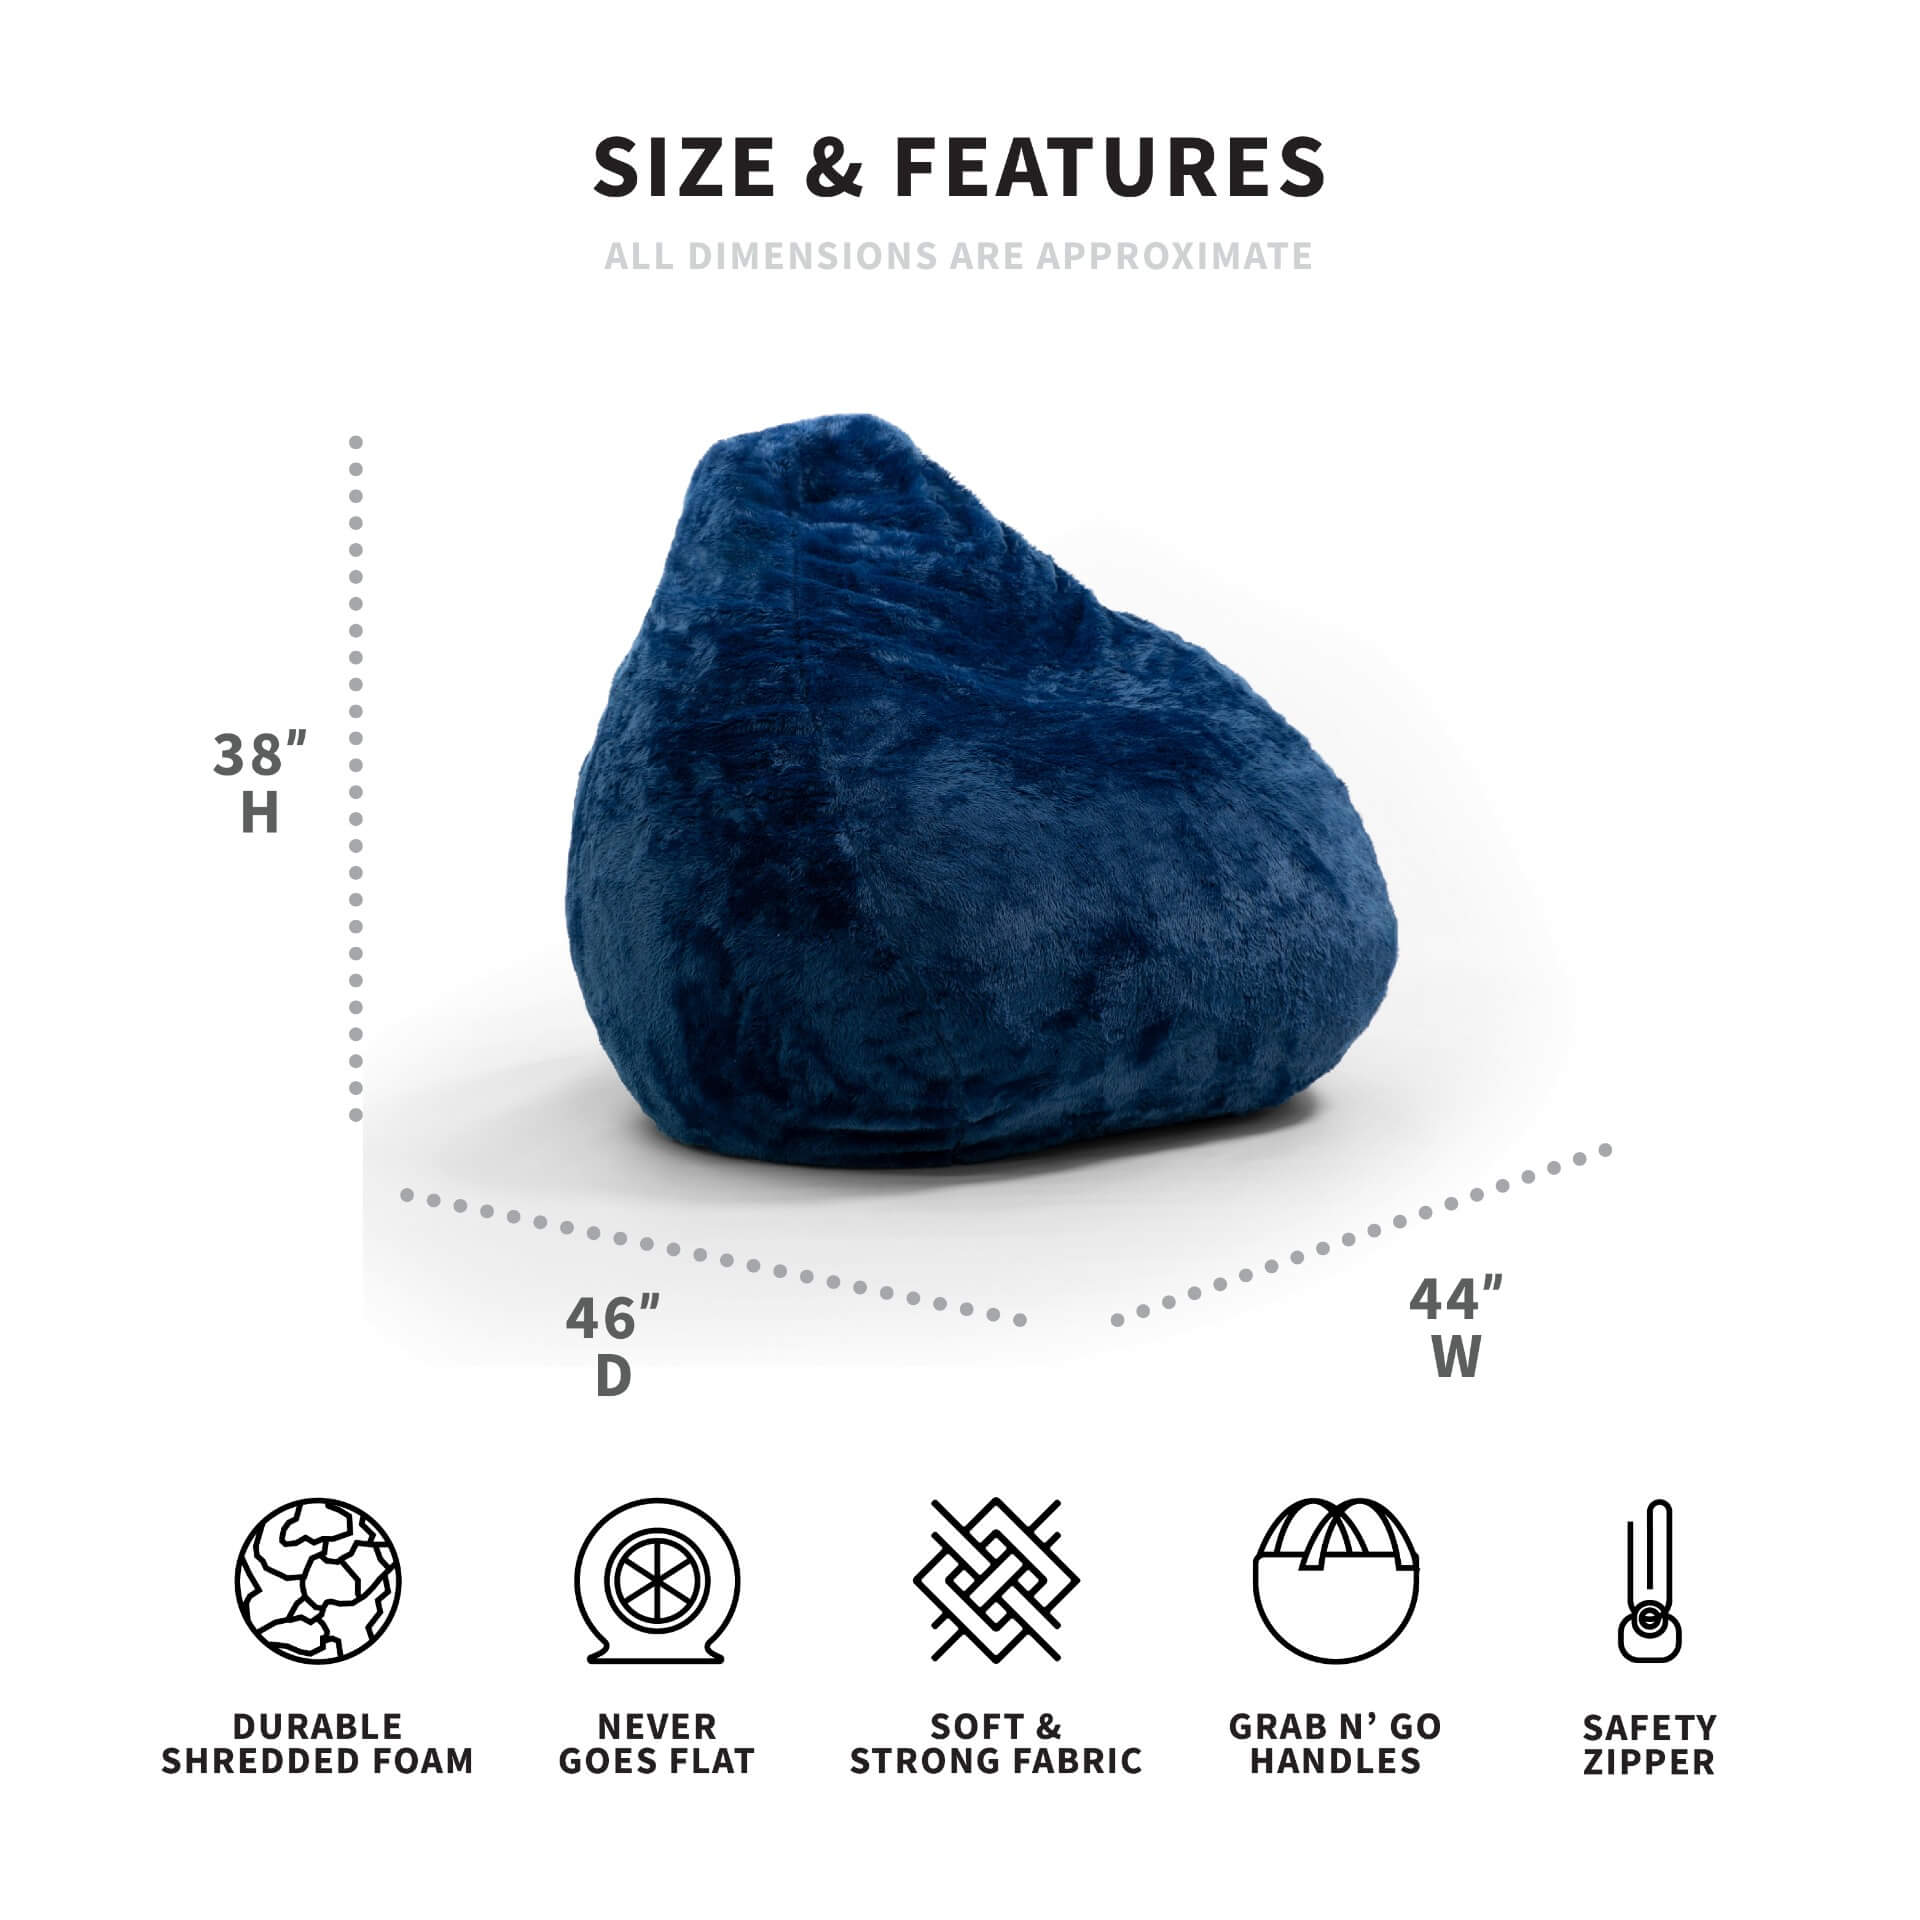 SIZE & FEATURES
ALL DIMENSIONS ARE APPROXIMATE
38"
H
46"
D
44"
W
DURABLE
SHREDDED FOAM
NEVER
GOES FLAT
SOFT &
STRONG FABRIC
GRAB N’ GO
HANDLES
SAFETY
ZIPPER